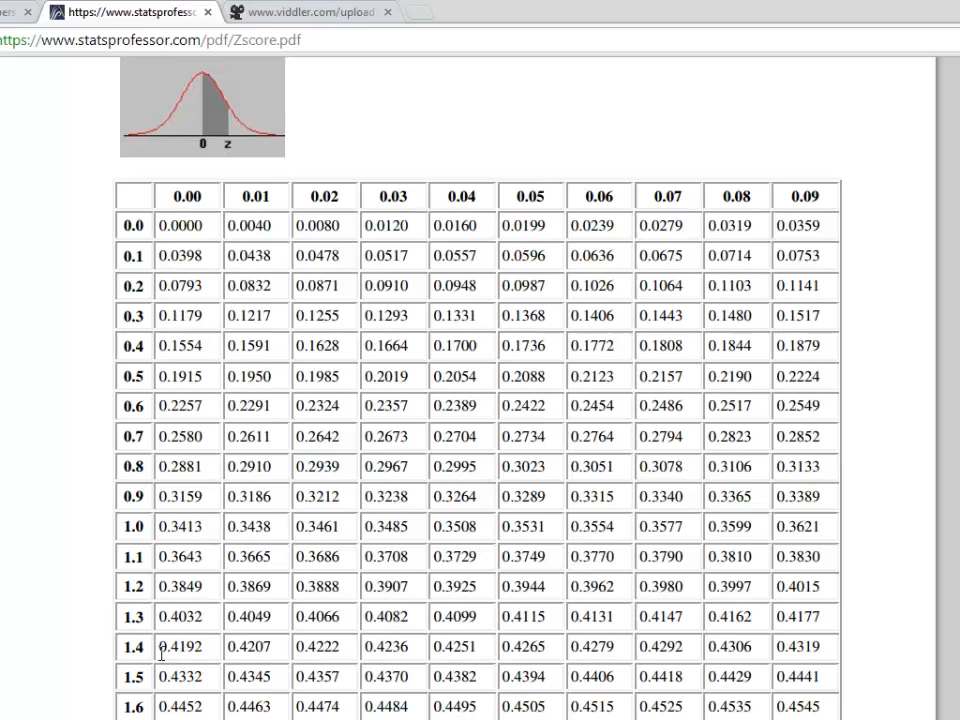 pers × https://www.statsprofessc × www.viddler.com/upload ×
https://www.statsprofessor.com/pdf/Zscore.pdf
0 z
0.00 0.01 0.02 0.03 0.04 0.05 0.06 0.07 0.08 0.09
0.0 0.0000 0.0040 0.0080 0.0120 0.0160 0.0199 0.0239 0.0279 0.0319 0.0359
0.1 0.0398 0.0438 0.0478 0.0517 0.0557 0.0596 0.0636 0.0675 0.0714 0.0753
0.2 0.0793 0.0832 0.0871 0.0910 0.0948 0.0987 0.1026 0.1064 0.1103 0.1141
0.3 0.1179 0.1217 0.1255 0.1293 0.1331 0.1368 0.1406 0.1443 0.1480 0.1517
0.4 0.1554 0.1591 0.1628 0.1664 0.1700 0.1736 0.1772 0.1808 0.1844 0.1879
0.5 0.1915 0.1950 0.1985 0.2019 0.2054 0.2088 0.2123 0.2157 0.2190 0.2224
0.6 0.2257 0.2291 0.2324 0.2357 0.2389 0.2422 0.2454 0.2486 0.2517 0.2549
0.7 0.2580 0.2611 0.2642 0.2673 0.2704 0.2734 0.2764 0.2794 0.2823 0.2852
0.8 0.2881 0.2910 0.2939 0.2967 0.2995 0.3023 0.3051 0.3078 0.3106 0.3133
0.9 0.3159 0.3186 0.3212 0.3238 0.3264 0.3289 0.3315 0.3340 0.3365 0.3389
1.0 0.3413 0.3438 0.3461 0.3485 0.3508 0.3531 0.3554 0.3577 0.3599 0.3621
1.1 0.3643 0.3665 0.3686 0.3708 0.3729 0.3749 0.3770 0.3790 0.3810 0.3830
1.2 0.3849 0.3869 0.3888 0.3907 0.3925 0.3944 0.3962 0.3980 0.3997 0.4015
1.3 0.4032 0.4049 0.4066 0.4082 0.4099 0.4115 0.4131 0.4147 0.4162 0.4177
1.4 0.4192 0.4207 0.4222 0.4236 0.4251 0.4265 0.4279 0.4292 0.4306 0.4319
1.5 0.4332 0.4345 0.4357 0.4370 0.4382 0.4394 0.4406 0.4418 0.4429 0.4441
1.6 0.4452 0.4463 0.4474 0.4484 0.4495 0.4505 0.4515 0.4525 0.4535 0.4545